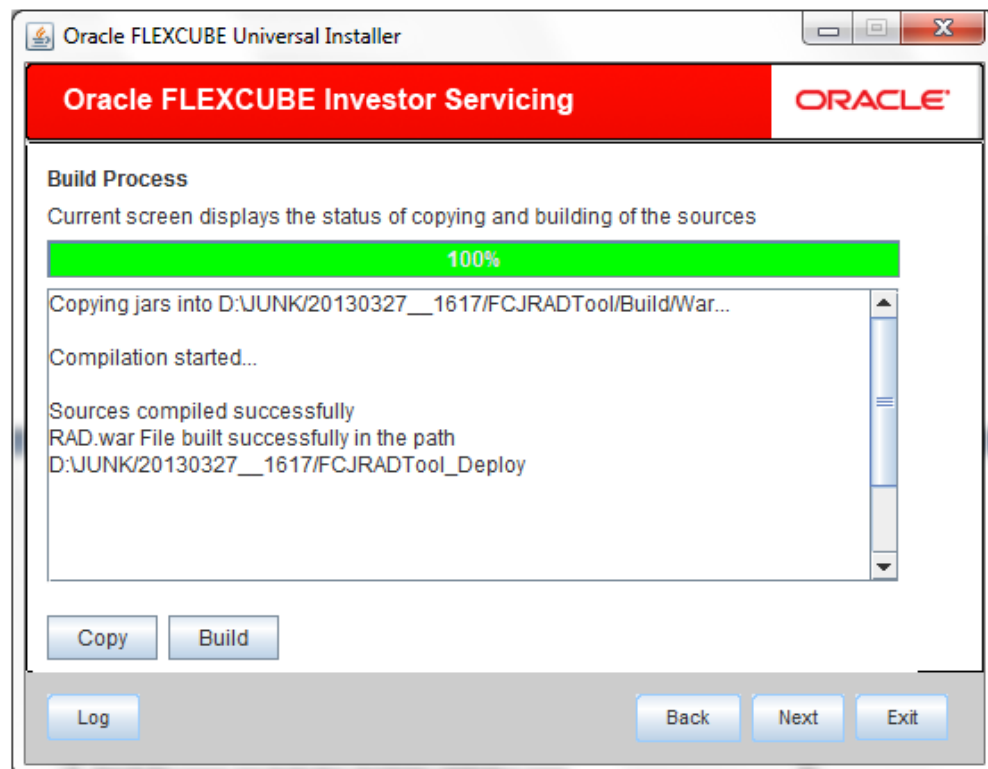 Oracle FLEXCUBE Universal Installer
Oracle FLEXCUBE Investor Servicing
ORACLE
Build Process
Current screen displays the status of copying and building of the sources
100%
Copying jars into D:\JUNK/20130327__1617/FCJRADTool/Build/War...
Compilation started...
Sources compiled successfully
RAD.war File built successfully in the path
D:\JUNK/20130327__1617/FCJRADTool_Deploy
Copy Build
Log Back Next Exit